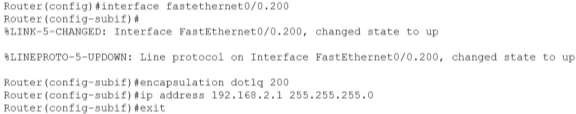 Router(config)#interface fastethernet0/0.200
Router(config-subif)#
%LINK-5-CHANGED: Interface FastEthernet0/0.200, changed state to up
%LINEPROTO-5-UPDOWN: Line protocol on Interface FastEthernet0/0.200, changed state to up
Router(config-subif)#encapsulation dot1q 200
Router(config-subif)#ip address 192.168.2.1 255.255.255.0
Router(config-subif)#exit